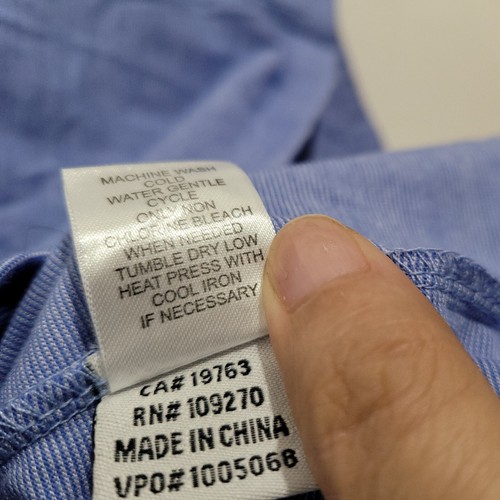 MACHINE WASH
COLD
WATER GENTLE
CYCLE
ONLY NON
CHLORINE BLEACH
WHEN NEEDED
TUMBLE DRY LOW
HEAT PRESS WITH
COOL IRON
IF NECESSARY
CA# 19763
RN# 109270
MADE IN CHINA
VPO# 1005068